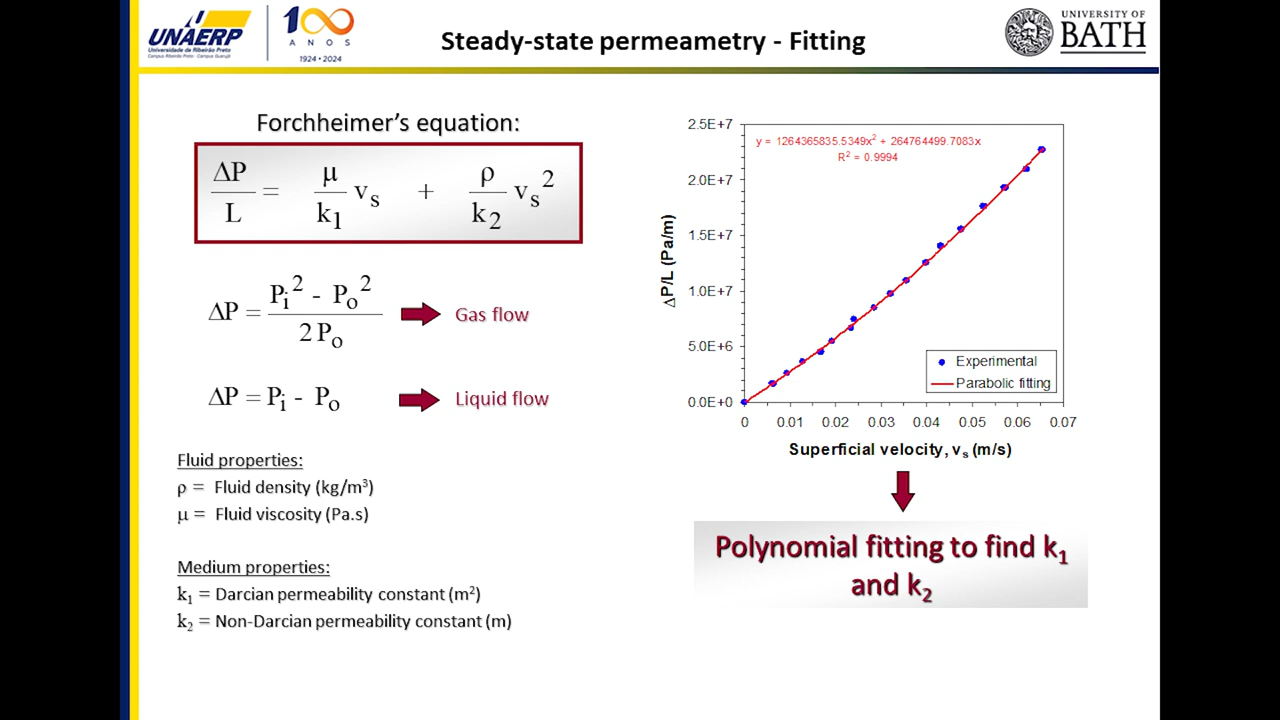 UNAERP
Universidade de Ribeirão Preto
Campus Ribeirão Preto - Campus Guarujá
100
ANOS
1924•2024
Steady-state permeametry - Fitting
UNIVERSITY OF
BATH
Forchheimer's equation:
ΔP/L = μ/k₁ vₛ + ρ/k₂ vₛ²
ΔP = (Pᵢ² - Pₒ²)/(2 Pₒ)
Gas flow
ΔP = Pᵢ - Pₒ
Liquid flow
Fluid properties:
ρ = Fluid density (kg/m³)
μ = Fluid viscosity (Pa.s)
Medium properties:
k₁ = Darcian permeability constant (m²)
k₂ = Non-Darcian permeability constant (m)
y = 1264365835.5349x² + 264764499.7083x
R² = 0.9994
ΔP/L (Pa/m)
2.5E+7
2.0E+7
1.5E+7
1.0E+7
5.0E+6
0.0E+0
Experimental
Parabolic fitting
0 0.01 0.02 0.03 0.04 0.05 0.06 0.07
Superficial velocity, vₛ (m/s)
Polynomial fitting to find k₁
and k₂